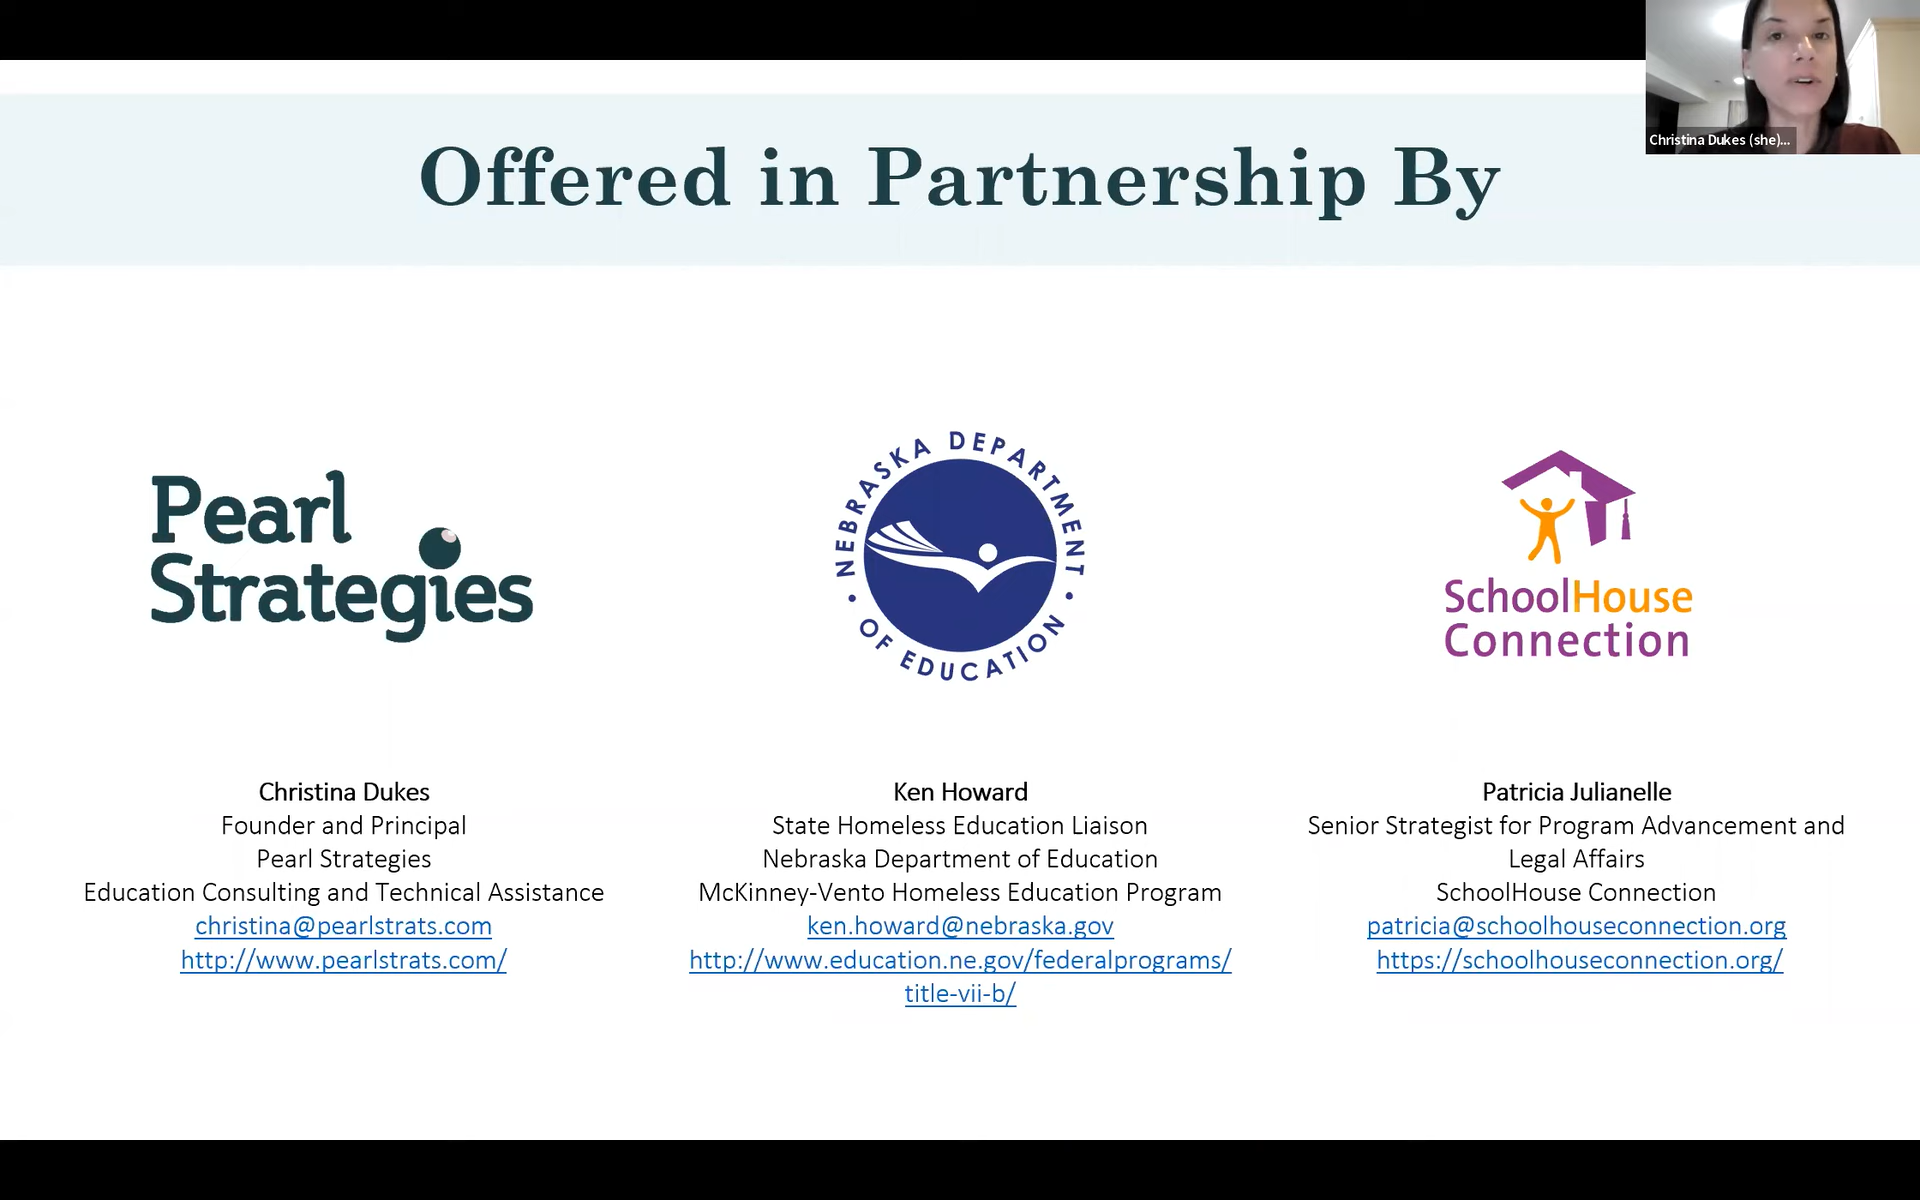 Christina Dukes (she)...
Offered in Partnership By
Pearl
Strategies
NEBRASKA DEPARTMENT
• OF EDUCATION •
SchoolHouse
Connection
Christina Dukes
Founder and Principal
Pearl Strategies
Education Consulting and Technical Assistance
christina@pearlstrats.com
http://www.pearlstrats.com/
Ken Howard
State Homeless Education Liaison
Nebraska Department of Education
McKinney-Vento Homeless Education Program
ken.howard@nebraska.gov
http://www.education.ne.gov/federalprograms/
title-vii-b/
Patricia Julianelle
Senior Strategist for Program Advancement and
Legal Affairs
SchoolHouse Connection
patricia@schoolhouseconnection.org
https://schoolhouseconnection.org/